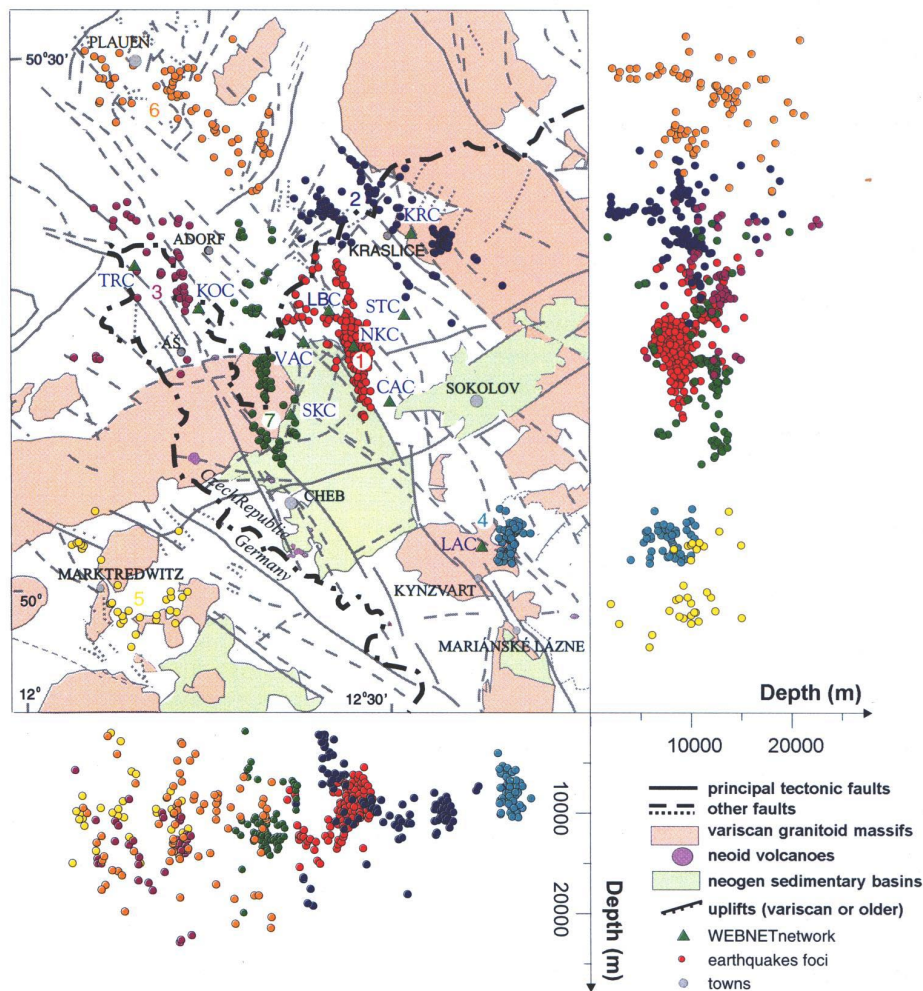 PLAUEN
50°30'
6
2
KRC
KRASLICE
ADORF
TRC
3
KOC
LBC
STC
NKC
AŠ
VAC
1
CAC
SOKOLOV
7
SKC
CzechRepublic
Germany
CHEB
4
LAC
MARKTREDWITZ
KYNZVART
50°
5
MARIÁNSKÉ LÁZNE
12°
12°30'
Depth (m)
10000
20000
10000
20000
Depth (m)
principal tectonic faults
other faults
variscan granitoid massifs
neoid volcanoes
neogen sedimentary basins
uplifts (variscan or older)
WEBNETnetwork
earthquakes foci
towns